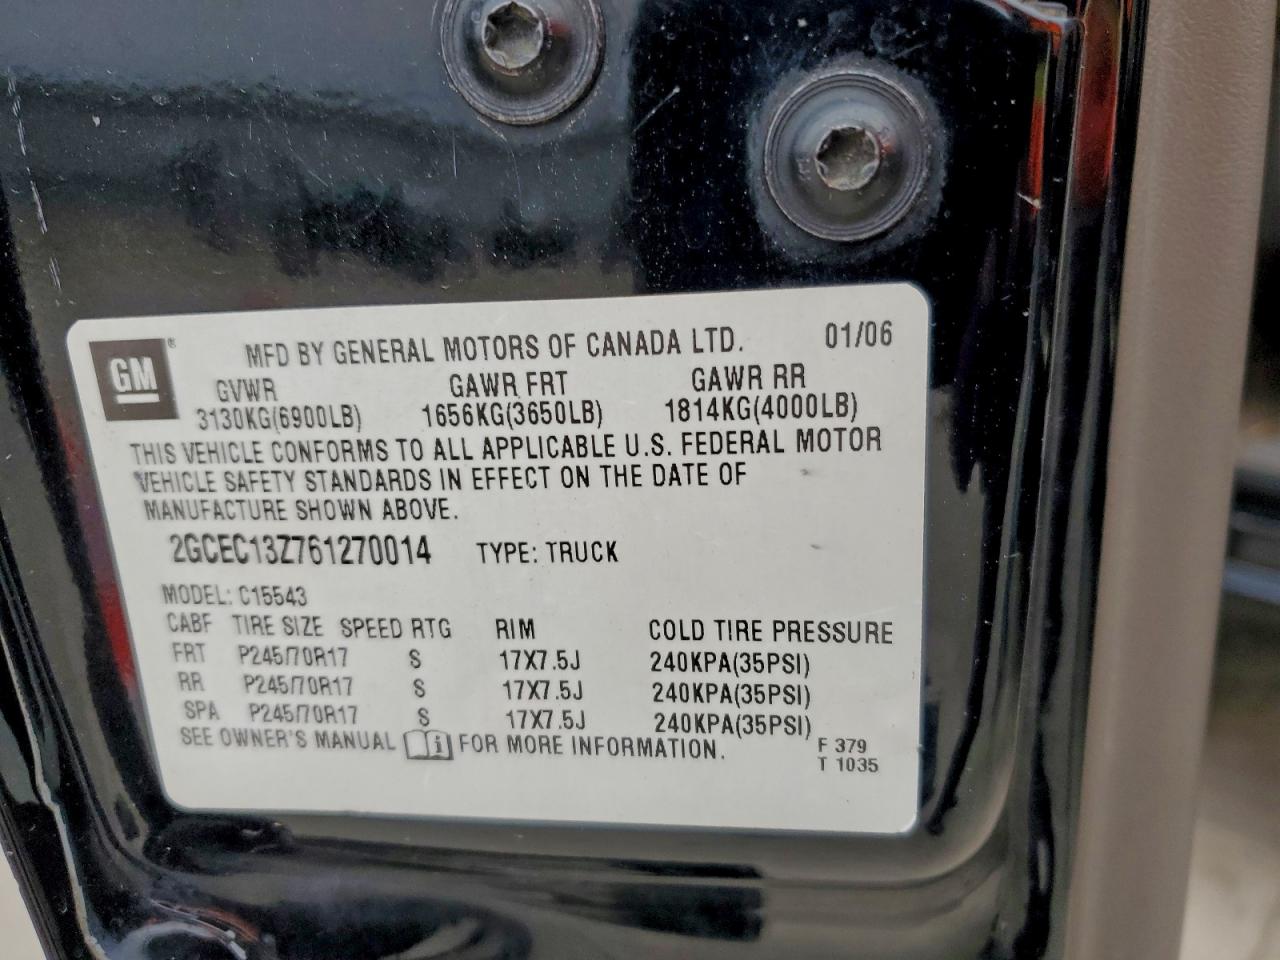 GM ®
MFD BY GENERAL MOTORS OF CANADA LTD. 01/06
GVWR GAWR FRT GAWR RR
3130KG(6900LB) 1656KG(3650LB) 1814KG(4000LB)
THIS VEHICLE CONFORMS TO ALL APPLICABLE U.S. FEDERAL MOTOR
VEHICLE SAFETY STANDARDS IN EFFECT ON THE DATE OF
MANUFACTURE SHOWN ABOVE.
2GCEC13Z761270014 TYPE: TRUCK
MODEL: C15543
CABF TIRE SIZE SPEED RTG RIM COLD TIRE PRESSURE
FRT P245/70R17 S 17X7.5J 240KPA(35PSI)
RR P245/70R17 S 17X7.5J 240KPA(35PSI)
SPA P245/70R17 S 17X7.5J 240KPA(35PSI)
SEE OWNER'S MANUAL i FOR MORE INFORMATION.
F 379
T 1035